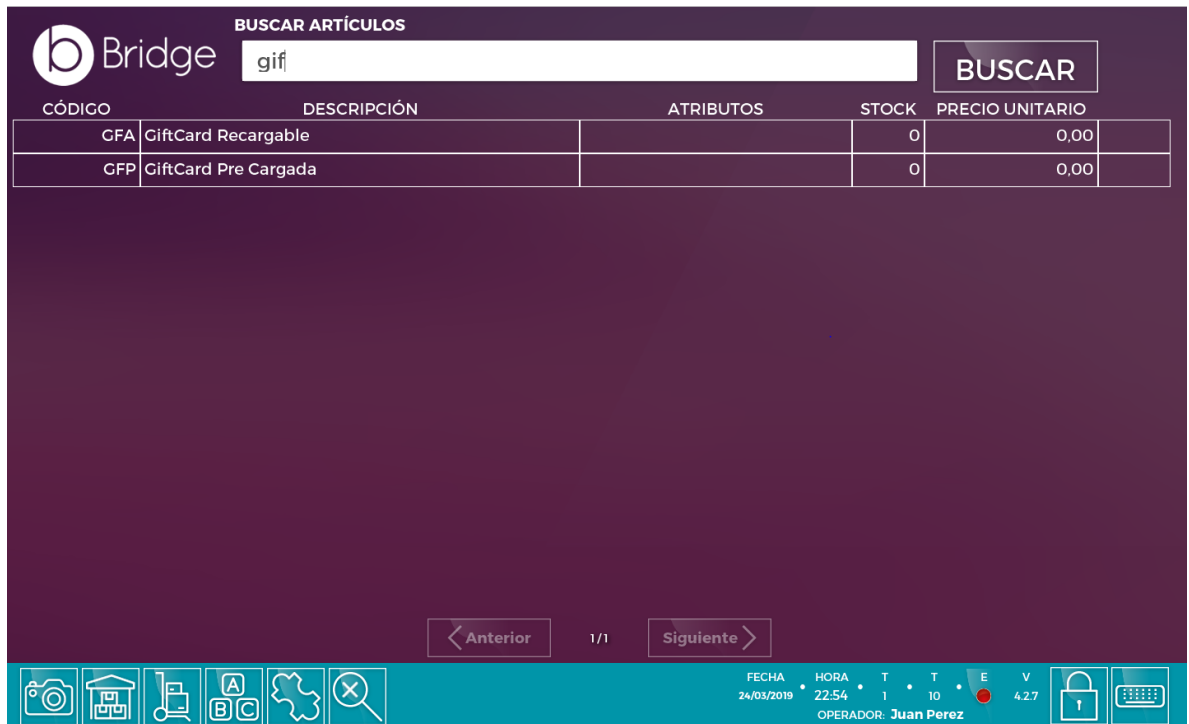 BUSCAR ARTÍCULOS
b Bridge
gif
BUSCAR
CÓDIGO DESCRIPCIÓN ATRIBUTOS STOCK PRECIO UNITARIO
GFA GiftCard Recargable 0 0,00
GFP GiftCard Pre Cargada 0 0,00
Anterior 1/1 Siguiente
A B C
FECHA HORA T T E V
24/03/2019 22:54 1 10 4.2.7
OPERADOR: Juan Perez